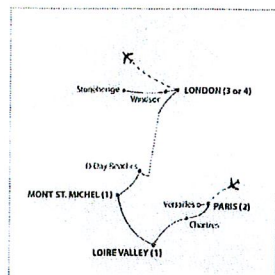 Stonehenge
LONDON (3 or 4)
Windsor
D-Day Beaches
MONT ST. MICHEL (1)
Versailles
PARIS (2)
Chartres
LOIRE VALLEY (1)